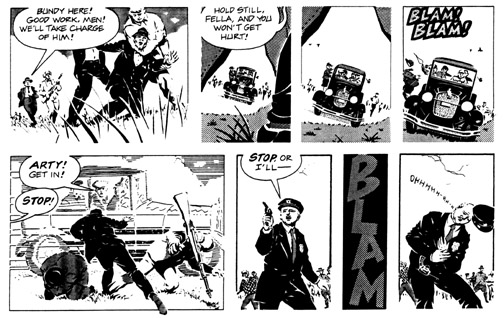 BUNDY HERE!
GOOD WORK, MEN!
WE'LL TAKE CHARGE
OF HIM!
HOLD STILL,
FELLA, AND YOU
WON'T GET
HURT!
BLAM!
BLAM!
ARTY!
GET IN!
STOP!
STOP, OR
I'LL—
BLAM
OHHHH--